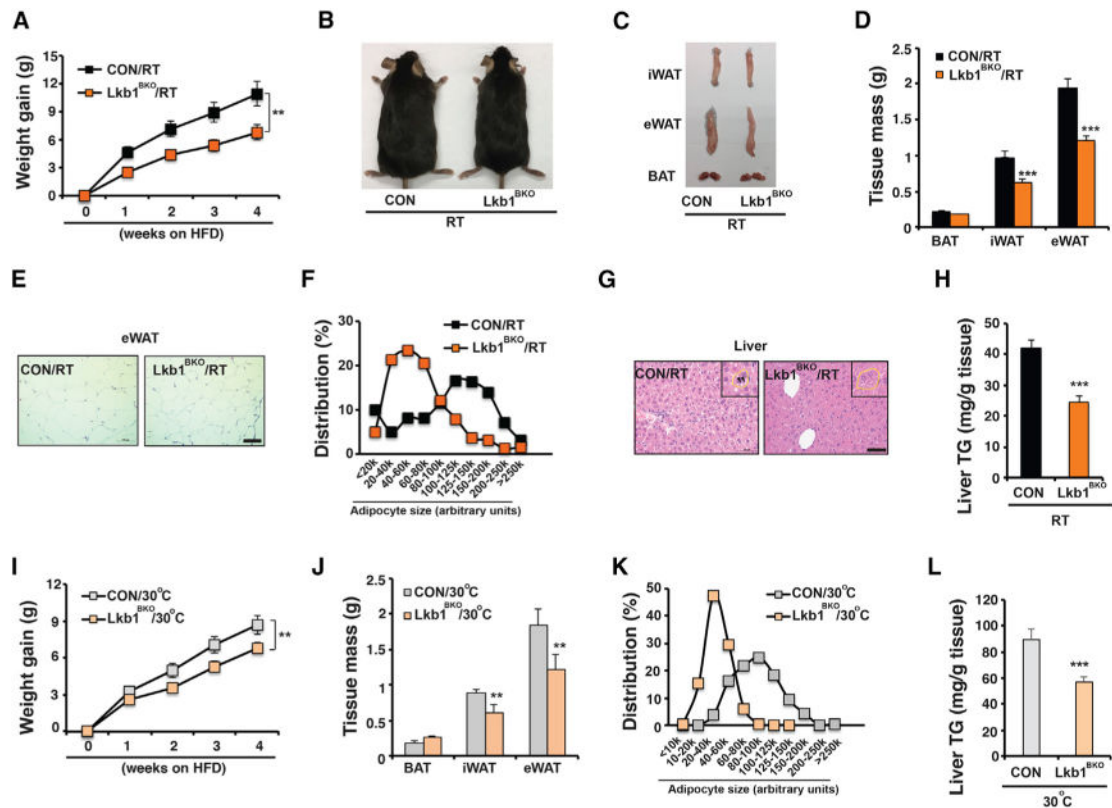 A
Weight gain (g)
15
12
9
6
3
0
CON/RT
Lkb1BKO/RT
**
0 1 2 3 4
(weeks on HFD)
B
CON Lkb1BKO
RT
C
iWAT
eWAT
BAT
CON Lkb1BKO
RT
D
Tissue mass (g)
2.5
2
1.5
1
0.5
0
CON/RT
Lkb1BKO/RT
***
***
BAT iWAT eWAT
E
eWAT
CON/RT
Lkb1BKO/RT
F
Distribution (%)
30
20
10
0
CON/RT
Lkb1BKO/RT
<20k
20-40k
40-60k
60-80k
80-100k
100-125k
125-150k
150-200k
200-250k
>250k
Adipocyte size (arbitrary units)
G
Liver
CON/RT
Lkb1BKO/RT
H
Liver TG (mg/g tissue)
50
40
30
20
10
0
***
CON Lkb1BKO
RT
I
Weight gain (g)
12
9
6
3
0
CON/30°C
Lkb1BKO/30°C
**
0 1 2 3 4
(weeks on HFD)
J
Tissue mass (g)
2.5
2
1.5
1
0.5
0
CON/30°C
Lkb1BKO/30°C
**
**
BAT iWAT eWAT
K
Distribution (%)
50
40
30
20
10
0
CON/30°C
Lkb1BKO/30°C
<10k
10-20k
20-40k
40-60k
60-80k
80-100k
100-125k
125-150k
150-200k
200-250k
>250k
Adipocyte size (arbitrary units)
L
Liver TG (mg/g tissue)
120
100
80
60
40
20
0
***
CON Lkb1BKO
30°C